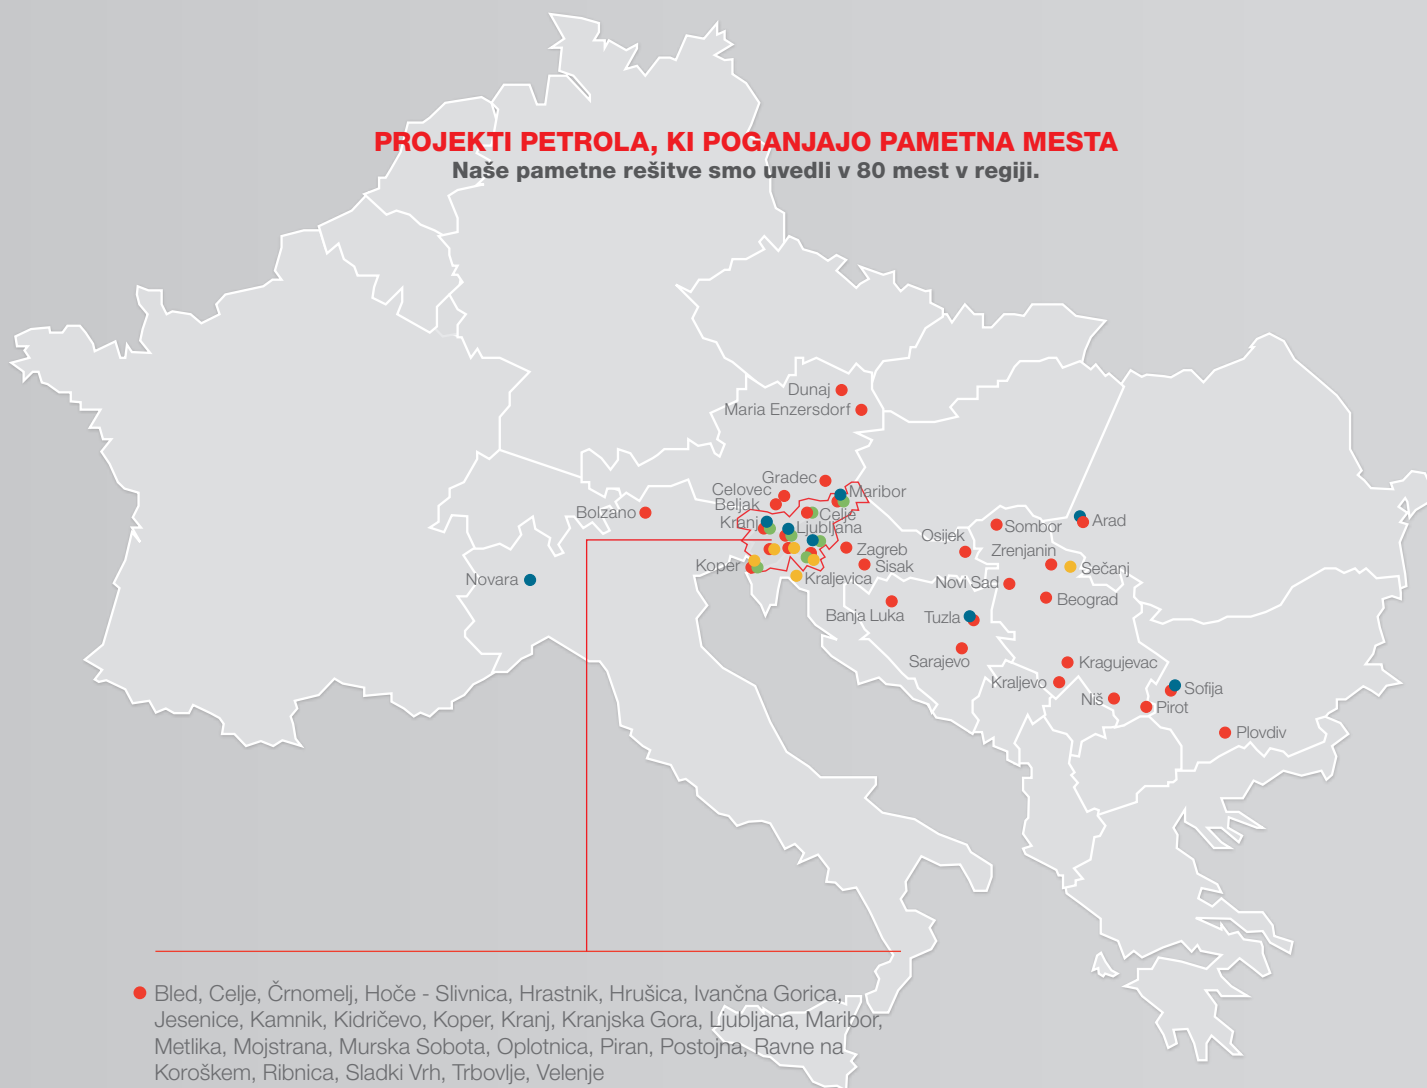 PROJEKTI PETROLA, KI POGANJAJO PAMETNA MESTA
Naše pametne rešitve smo uvedli v 80 mest v regiji.
Dunaj
Maria Enzersdorf
Gradec
Celovec
Maribor
Beljak
Bolzano
Celje
Kranj
Ljubljana
Sombor
Arad
Osijek
Zagreb
Zrenjanin
Koper
Sisak
Sečanj
Novara
Kraljevica
Novi Sad
Beograd
Banja Luka
Tuzla
Sarajevo
Kragujevac
Kraljevo
Sofija
Niš
Pirot
Plovdiv
Bled, Celje, Črnomelj, Hoče - Slivnica, Hrastnik, Hrušica, Ivančna Gorica,
Jesenice, Kamnik, Kidričevo, Koper, Kranj, Kranjska Gora, Ljubljana, Maribor,
Metlika, Mojstrana, Murska Sobota, Oplotnica, Piran, Postojna, Ravne na
Koroškem, Ribnica, Sladki Vrh, Trbovlje, Velenje